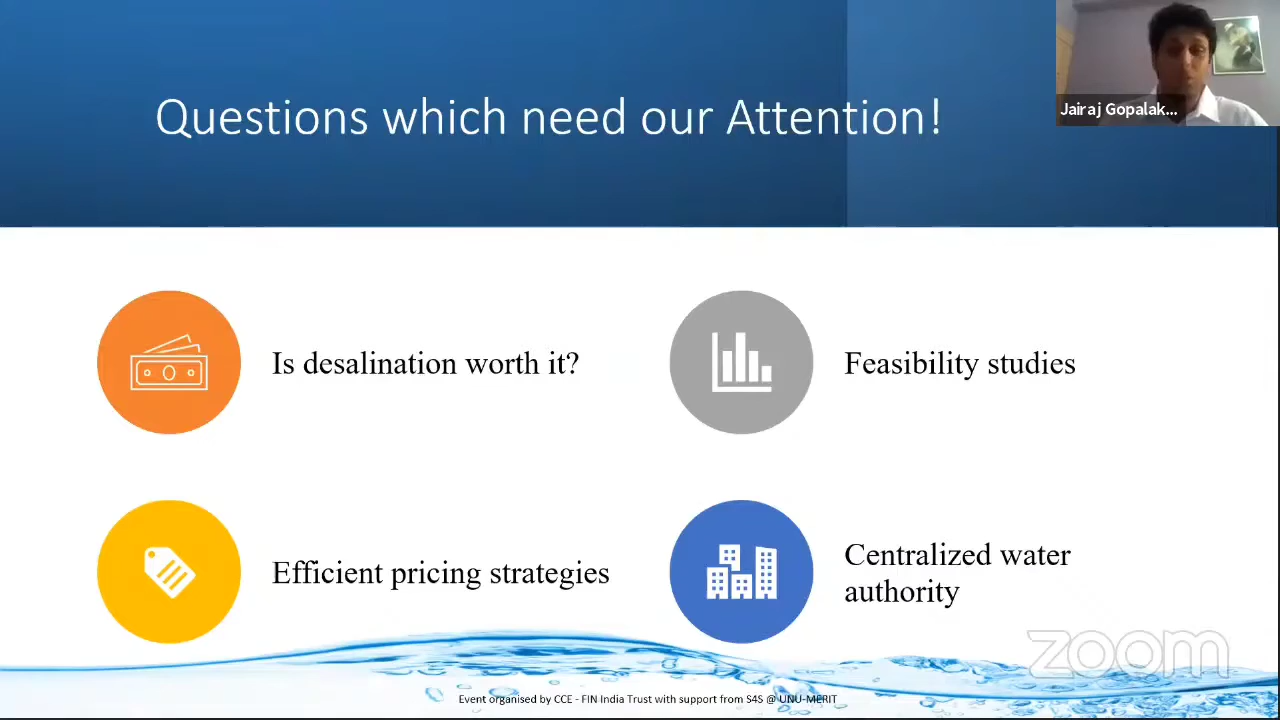 Questions which need our Attention!
Jairaj Gopalak...
Is desalination worth it?
Feasibility studies
Efficient pricing strategies
Centralized water
authority
zoom
Event organised by CCE - FIN India Trust with support from S4S @ UNU-MERIT